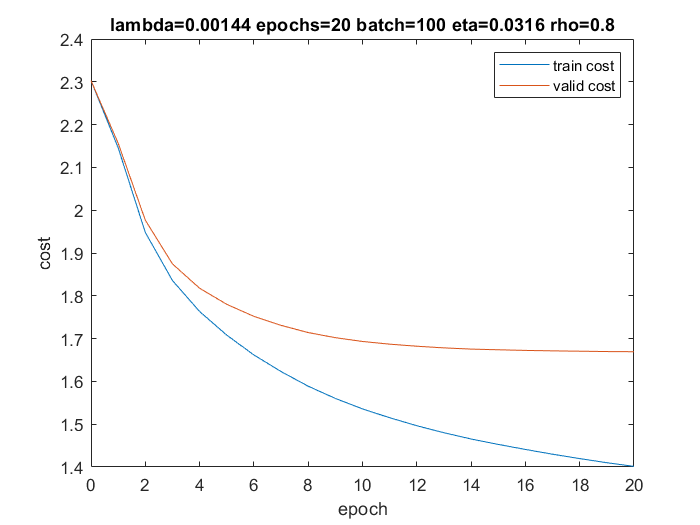 lambda=0.00144 epochs=20 batch=100 eta=0.0316 rho=0.8
2.4
2.3
2.2
2.1
2
1.9
1.8
1.7
1.6
1.5
1.4
cost
train cost
valid cost
0 2 4 6 8 10 12 14 16 18 20
epoch